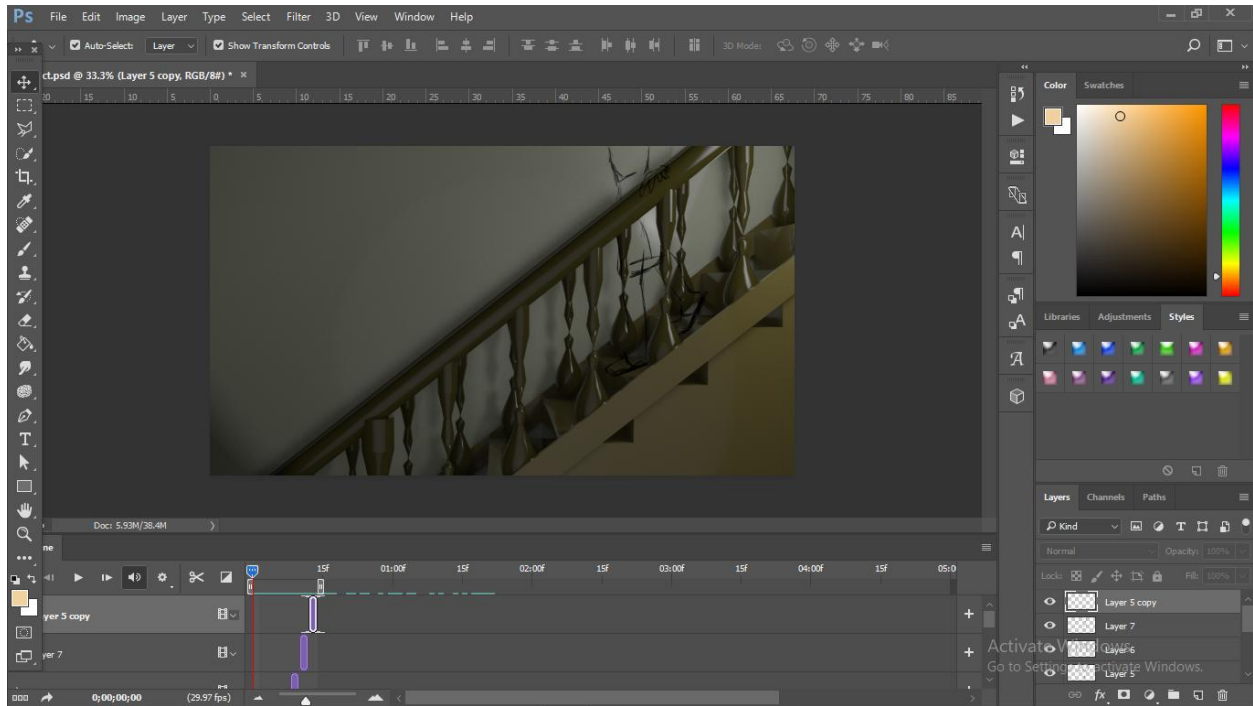 Ps File Edit Image Layer Type Select Filter 3D View Window Help
Auto-Select: Layer Show Transform Controls 3D Mode:
ct.psd @ 33.3% (Layer 5 copy, RGB/8#) * ×
20 15 10 5 0 5 10 15 20 25 30 35 40 45 50 55 60 65 70 75 80 85
Color Swatches
Libraries Adjustments Styles
Layers Channels Paths
Kind
Normal Opacity: 100%
Lock: Fill: 100%
Layer 5 copy
Layer 7
Layer 6
Layer 5
fx
Doc: 5.93M/38.4M
ne
15f 01:00f 15f 02:00f 15f 03:00f 15f 04:00f 15f 05:0
yer 5 copy
yer 7
0;00;00;00 (29.97 fps)
Activate Windows
Go to Settings to activate Windows.